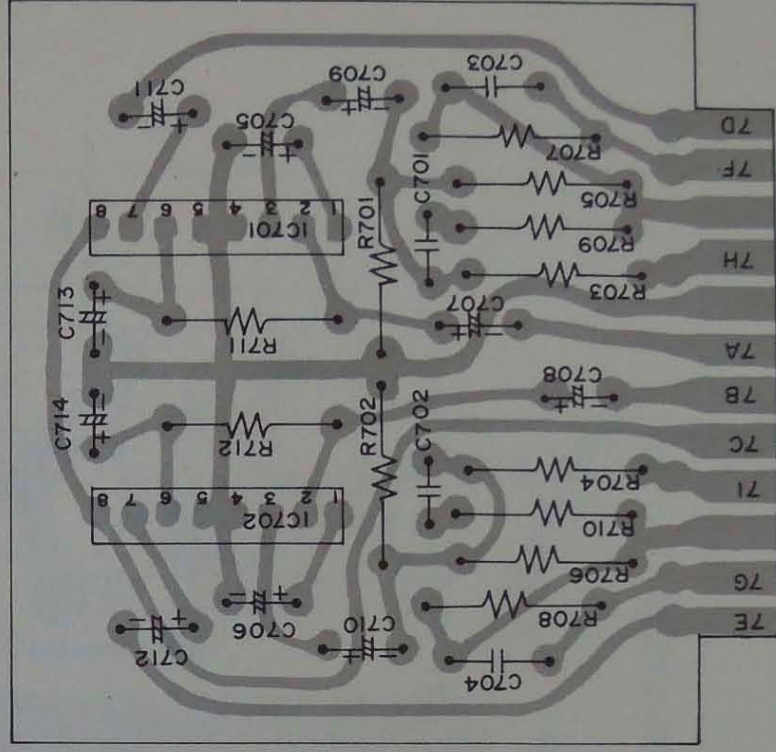 C703
C709
C711
C705
7D
R707
7F
C701
R705
8 7 6 5 4 3 2 1
IC701
R701
R709
7H
R703
C713
C707
R711
7A
C708
7B
C714
R702
C702
R712
7C
R704
7I
8 7 6 5 4 3 2 1
IC702
R710
R706
7G
R708
C706
C710
7E
C712
C704